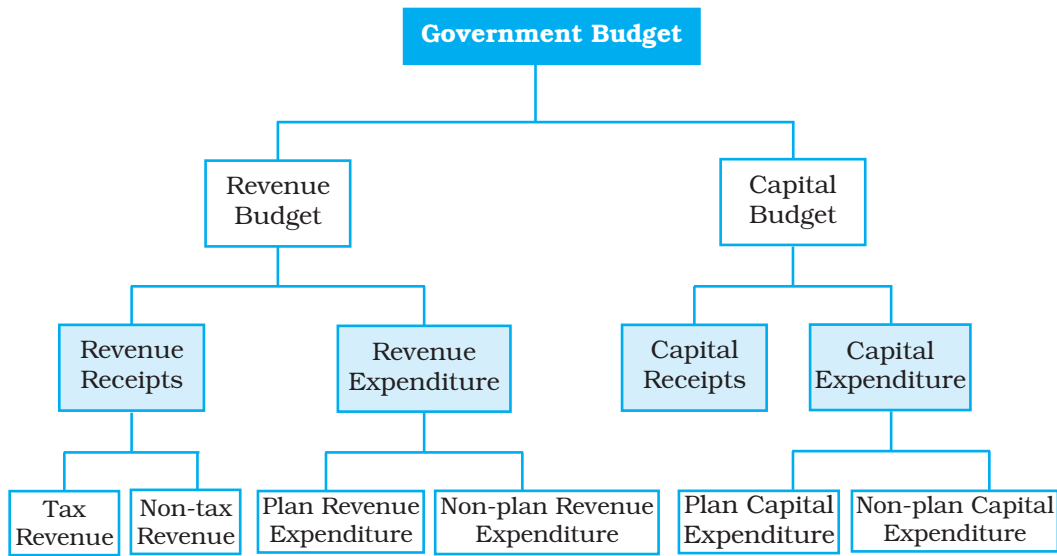 Government Budget
Revenue
Budget
Capital
Budget
Revenue
Receipts
Revenue
Expenditure
Capital
Receipts
Capital
Expenditure
Tax
Revenue
Non-tax
Revenue
Plan Revenue
Expenditure
Non-plan Revenue
Expenditure
Plan Capital
Expenditure
Non-plan Capital
Expenditure